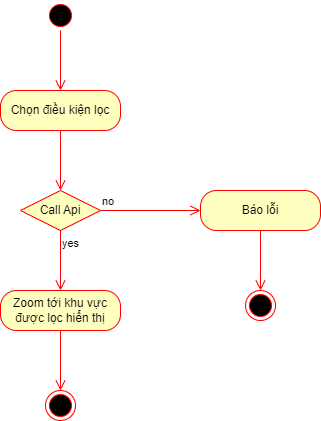 Chọn điều kiện lọc
Call Api
no
Báo lỗi
yes
Zoom tới khu vực
được lọc hiển thị